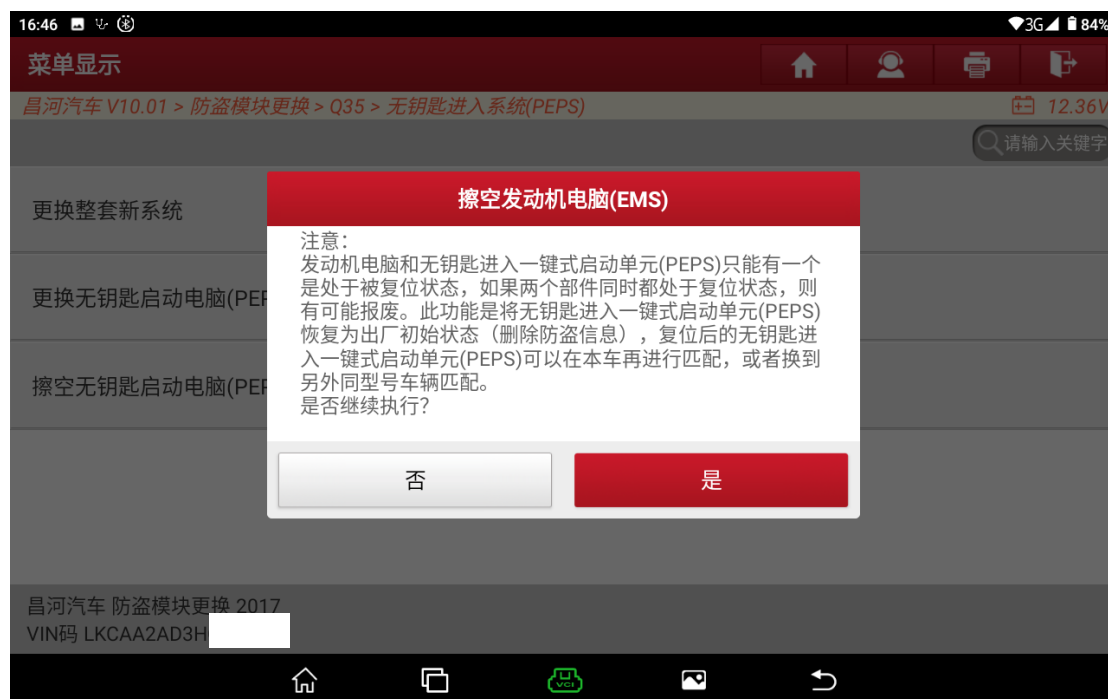 16:46
3G 84%
菜单显示
昌河汽车 V10.01 > 防盗模块更换 > Q35 > 无钥匙进入系统(PEPS)
12.36V
请输入关键字
更换整套新系统
更换无钥匙启动电脑(PEP
擦空无钥匙启动电脑(PEP
擦空发动机电脑(EMS)
注意：
发动机电脑和无钥匙进入一键式启动单元(PEPS)只能有一个
是处于被复位状态，如果两个部件同时都处于复位状态，则
有可能报废。此功能是将无钥匙进入一键式启动单元(PEPS)
恢复为出厂初始状态（删除防盗信息），复位后的无钥匙进
入一键式启动单元(PEPS)可以在本车再进行匹配，或者换到
另外同型号车辆匹配。
是否继续执行？
否
是
昌河汽车 防盗模块更换 2017
VIN码 LKCAA2AD3H
VCI